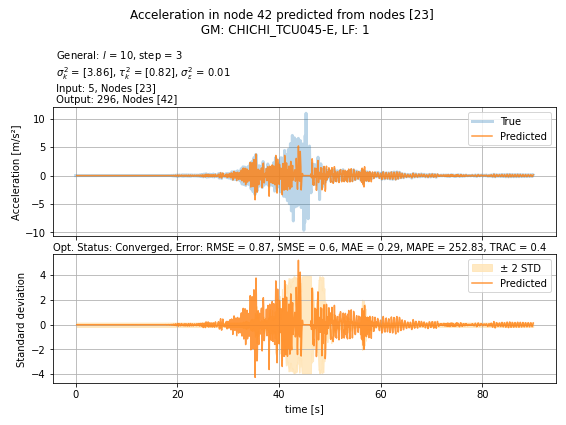 Acceleration in node 42 predicted from nodes [23]
GM: CHICHI_TCU045-E, LF: 1
General: l = 10, step = 3
σ²ₖ = [3.86], τ²ₖ = [0.82], σ²ε = 0.01
Input: 5, Nodes [23]
Output: 296, Nodes [42]
Acceleration [m/s²]
10
5
0
−5
−10
True
Predicted
Opt. Status: Converged, Error: RMSE = 0.87, SMSE = 0.6, MAE = 0.29, MAPE = 252.83, TRAC = 0.4
Standard deviation
4
2
0
−2
−4
± 2 STD
Predicted
0 20 40 60 80
time [s]